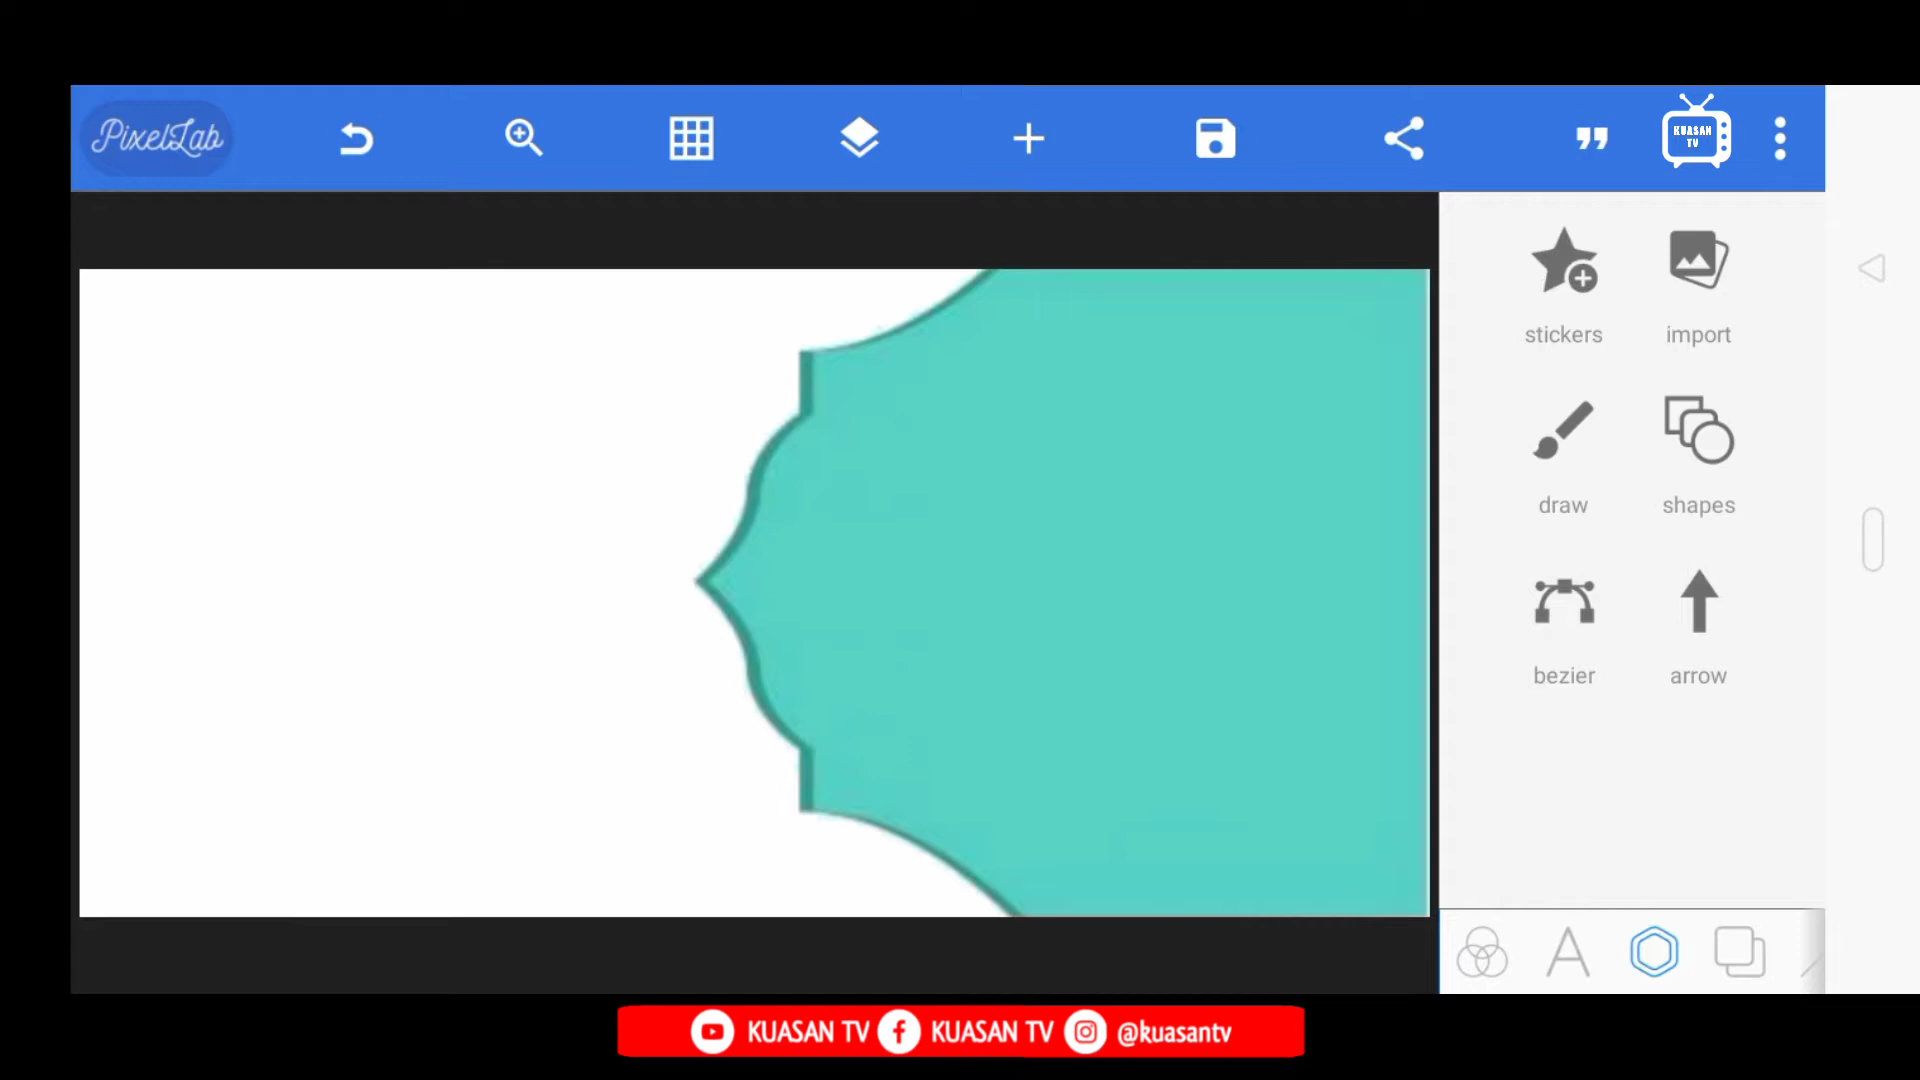 PixelLab
KUASAN
TV
stickers
import
draw
shapes
bezier
arrow
KUASAN TV KUASAN TV @kuasantv